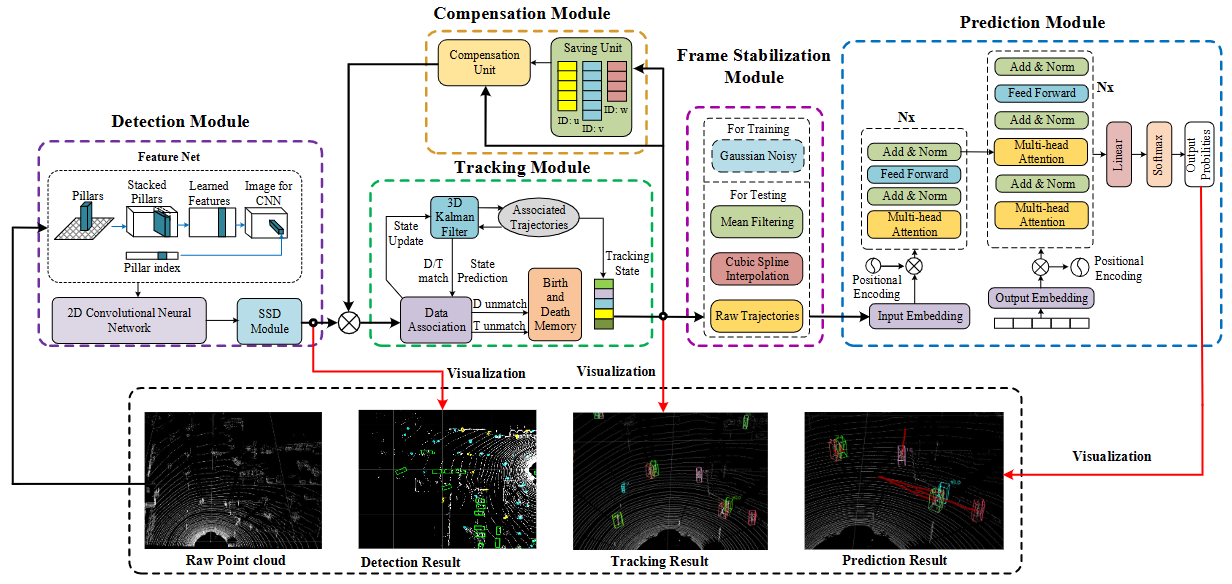 Compensation Module
Saving Unit
Compensation
Unit
ID: u
ID: v
ID: w
Detection Module
Feature Net
Pillars
Stacked
Pillars
Learned
Features
Image for
CNN
Pillar index
2D Convolutional Neural
Network
SSD
Module
Tracking Module
State
Update
3D
Kalman
Filter
Associated
Trajectories
D/T
match
State
Prediction
Tracking
State
Data
Association
D unmatch
T unmatch
Birth
and
Death
Memory
Frame Stabilization
Module
For Training
Gaussian Noisy
For Testing
Mean Filtering
Cubic Spline
Interpolation
Raw Trajectories
Prediction Module
Nx
Add & Norm
Feed Forward
Add & Norm
Multi-head
Attention
Positional
Encoding
Input Embedding
Add & Norm
Feed Forward
Nx
Add & Norm
Multi-head
Attention
Add & Norm
Multi-head
Attention
Positional
Encoding
Output Embedding
Linear
Softmax
Output
Probilities
Visualization
Visualization
Visualization
Raw Point cloud
Detection Result
Tracking Result
Prediction Result